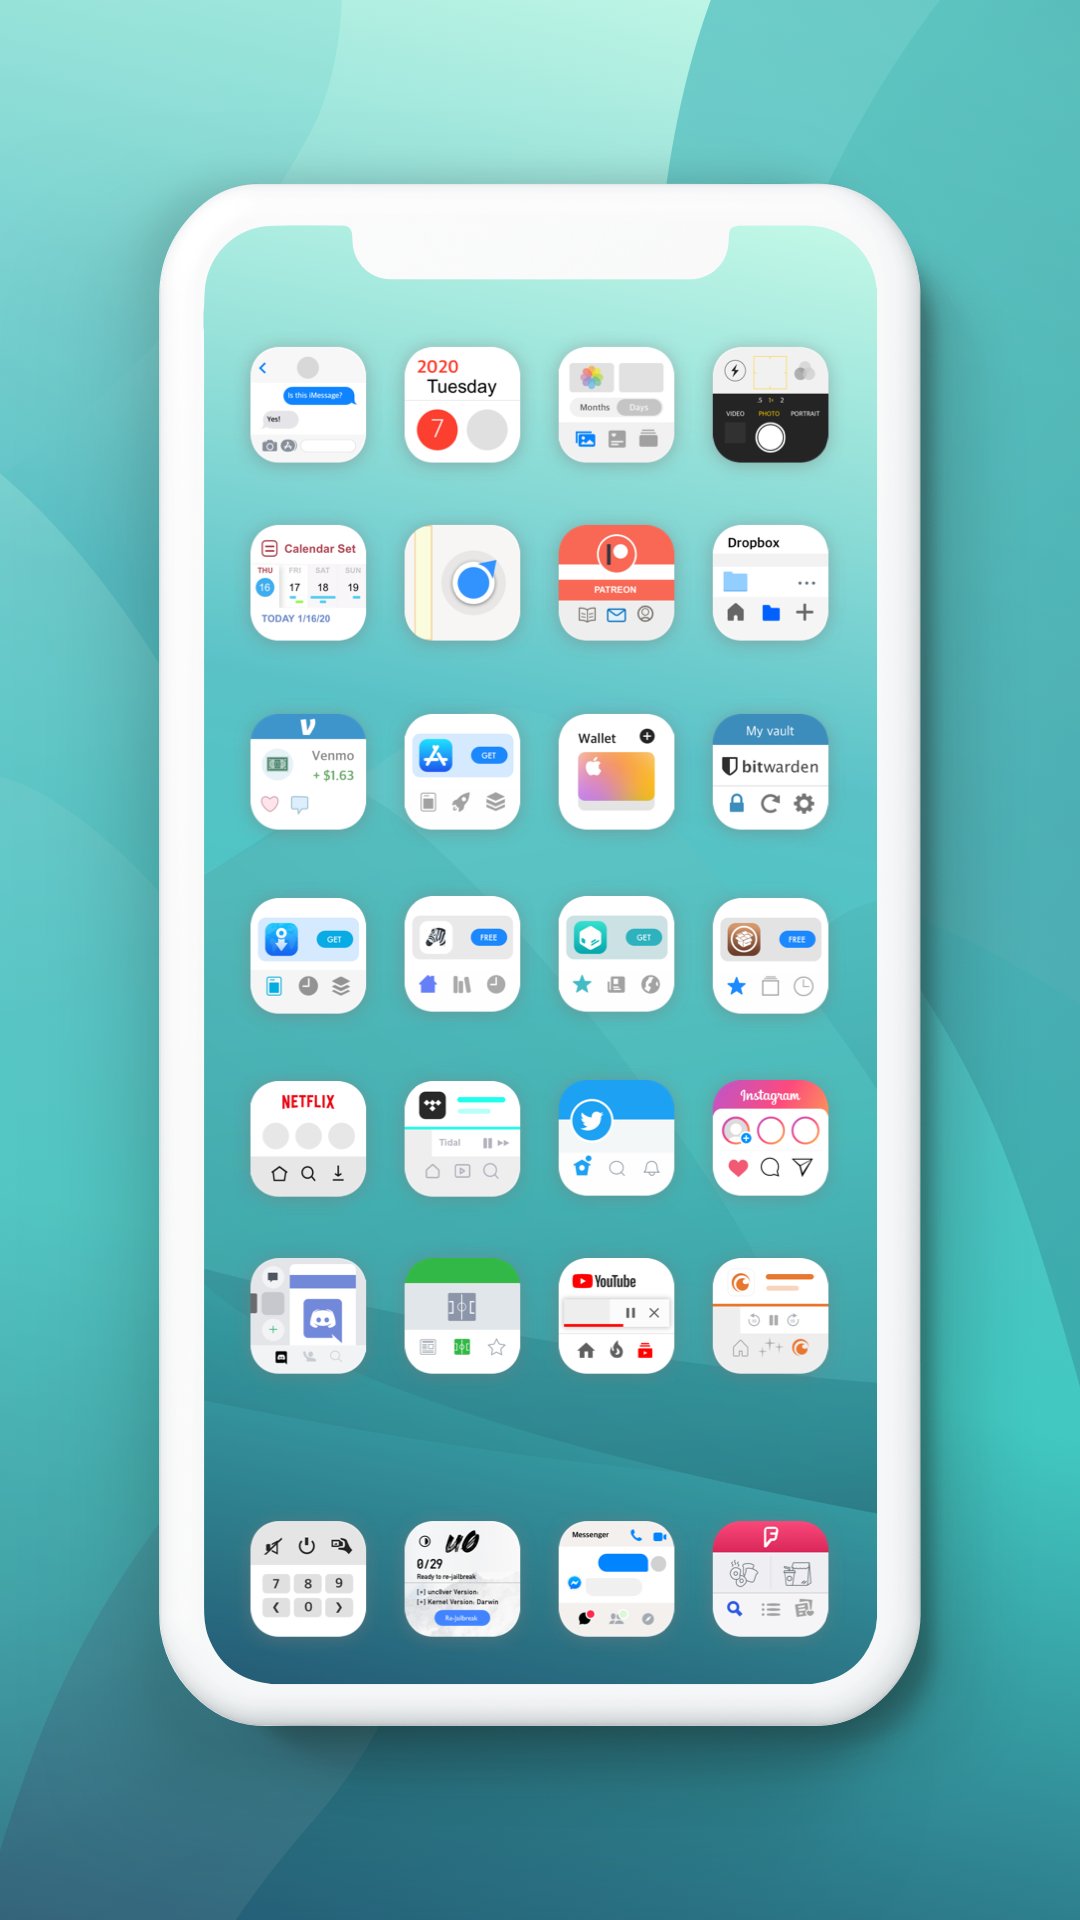 Is this iMessage?
Yes!
2020
Tuesday
7
Months Days
.5 1× 2
VIDEO PHOTO PORTRAIT
Calendar Set
THU FRI SAT SUN
16 17 18 19
TODAY 1/16/20
PATREON
Dropbox
Venmo
+ $1.63
GET
Wallet
My vault
bitwarden
GET
FREE
GET
FREE
NETFLIX
Tidal
Instagram
YouTube
7 8 9
0
u0
0/29
Ready to re-jailbreak
[*] unc0ver Version:
[*] Kernel Version: Darwin
Re-Jailbreak
Messenger